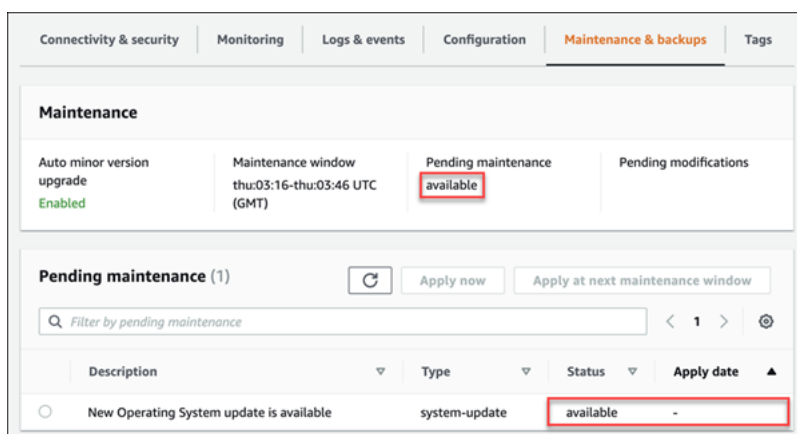 Connectivity & security Monitoring Logs & events Configuration Maintenance & backups Tags
Maintenance
Auto minor version upgrade
Enabled
Maintenance window
thu:03:16-thu:03:46 UTC
(GMT)
Pending maintenance
available
Pending modifications
Pending maintenance (1) Apply now Apply at next maintenance window
Filter by pending maintenance 1
Description Type Status Apply date
New Operating System update is available system-update available -